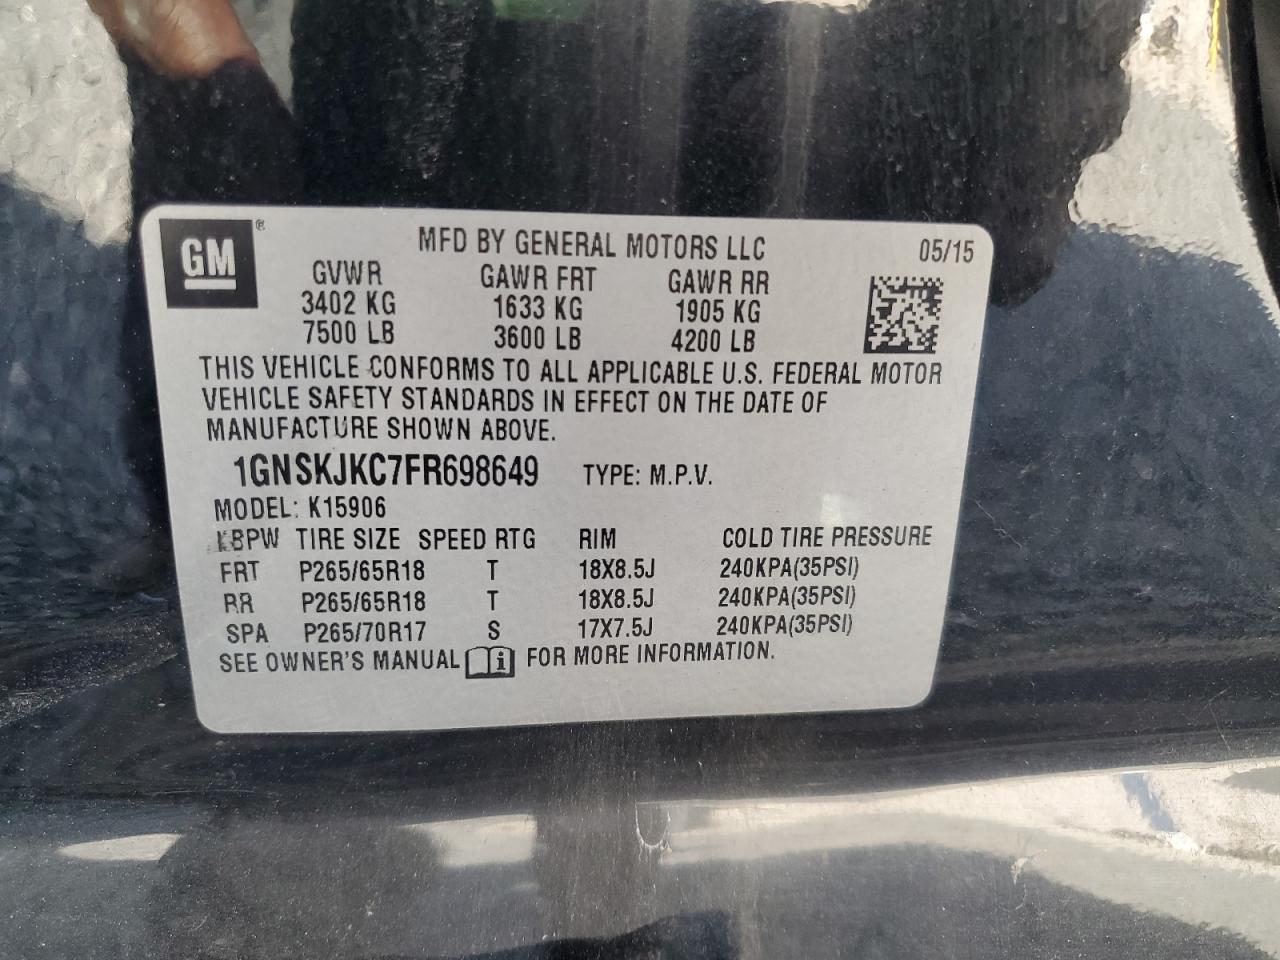 GM ® MFD BY GENERAL MOTORS LLC 05/15
GVWR GAWR FRT GAWR RR
3402 KG 1633 KG 1905 KG
7500 LB 3600 LB 4200 LB
THIS VEHICLE CONFORMS TO ALL APPLICABLE U.S. FEDERAL MOTOR
VEHICLE SAFETY STANDARDS IN EFFECT ON THE DATE OF
MANUFACTURE SHOWN ABOVE.
1GNSKJKC7FR698649 TYPE: M.P.V.
MODEL: K15906
LBPW TIRE SIZE SPEED RTG RIM COLD TIRE PRESSURE
FRT P265/65R18 T 18X8.5J 240KPA(35PSI)
RR P265/65R18 T 18X8.5J 240KPA(35PSI)
SPA P265/70R17 S 17X7.5J 240KPA(35PSI)
SEE OWNER'S MANUAL i FOR MORE INFORMATION.